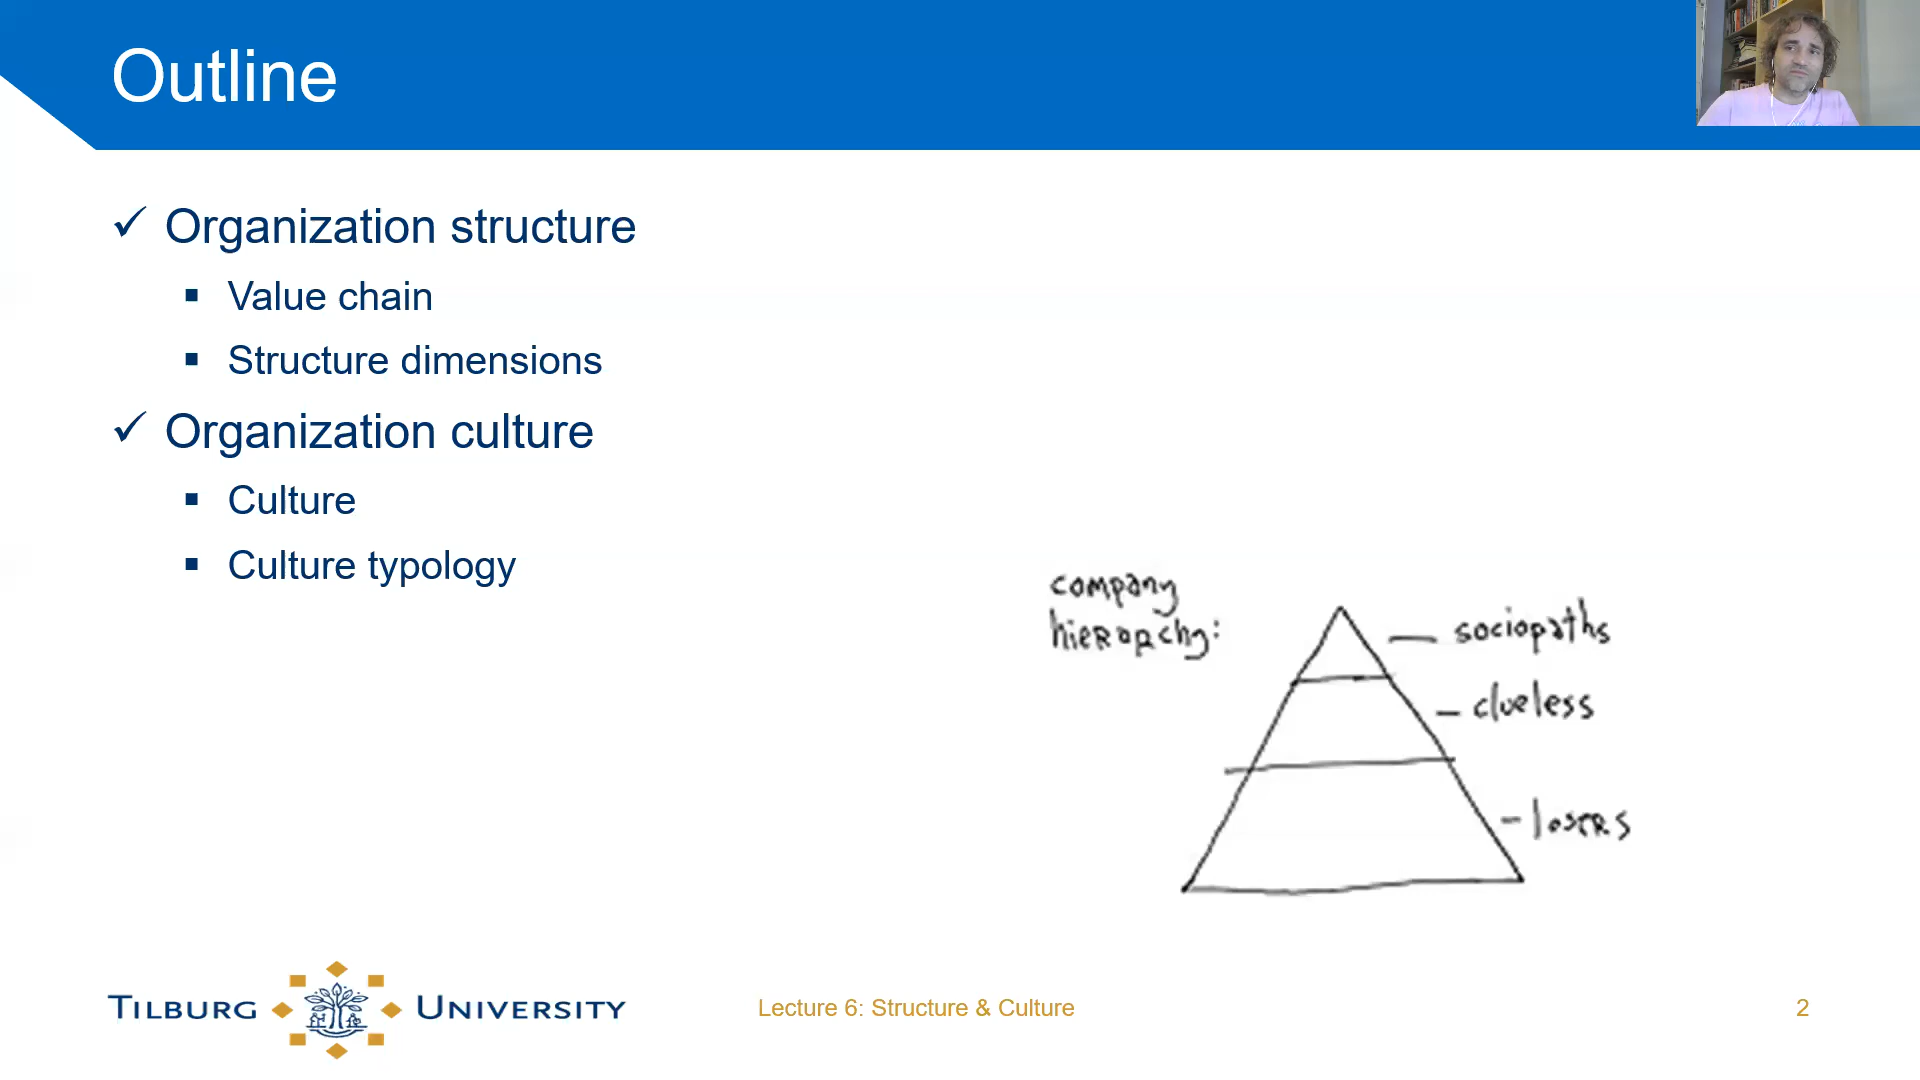 Outline
Organization structure
Value chain
Structure dimensions
Organization culture
Culture
Culture typology
company
hierarchy:
sociopaths
clueless
losers
TILBURG UNIVERSITY
Lecture 6: Structure & Culture
2